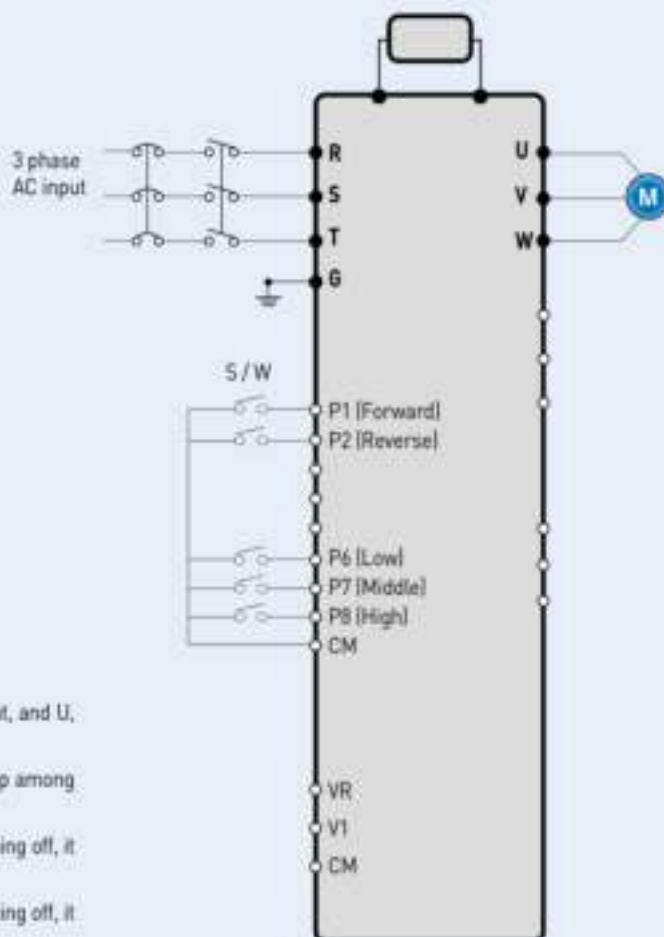 3 phase
AC input
R
S
T
G
U
V
W
M
S / W
P1 (Forward)
P2 (Reverse)
P6 (Low)
P7 (Middle)
P8 (High)
CM
VR
V1
CM
t, and U,
p among
ing off, it
ing off, it